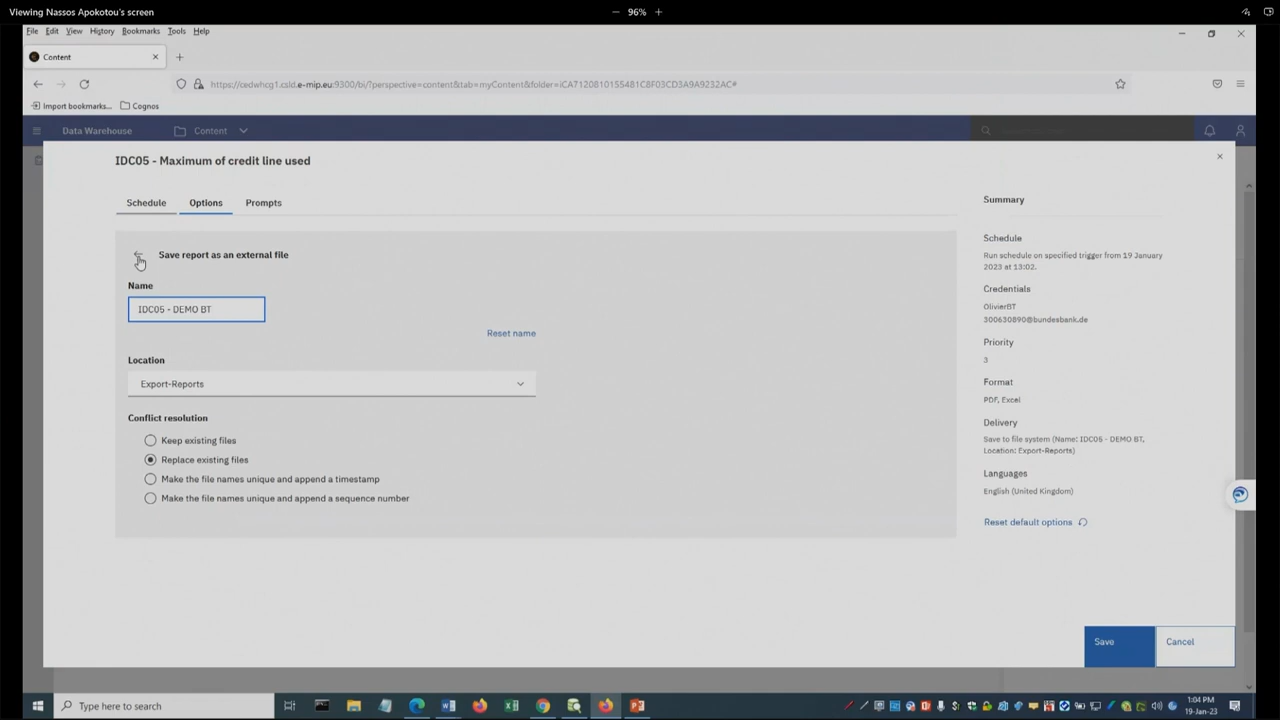 Viewing Nassos Apokotou's screen
96%
File Edit View History Bookmarks Tools Help
Content
https://cedwhcg1.csld.e-mip.eu:9300/bi/?perspective=content&tab=myContent&folder=iCA7120810155481C8F03CD3A9A9232AC#
Import bookmarks... Cognos
Data Warehouse Content
IDC05 - Maximum of credit line used
Schedule Options Prompts
Save report as an external file
Name
IDC05 - DEMO BT
Reset name
Location
Export-Reports
Conflict resolution
Keep existing files
Replace existing files
Make the file names unique and append a timestamp
Make the file names unique and append a sequence number
Summary
Schedule
Run schedule on specified trigger from 19 January
2023 at 13:02.
Credentials
OlivierBT
300630890@bundesbank.de
Priority
3
Format
PDF, Excel
Delivery
Save to file system (Name: IDC05 - DEMO BT,
Location: Export-Reports)
Languages
English (United Kingdom)
Reset default options
Save Cancel
Type here to search
1:04 PM
19-Jan-23